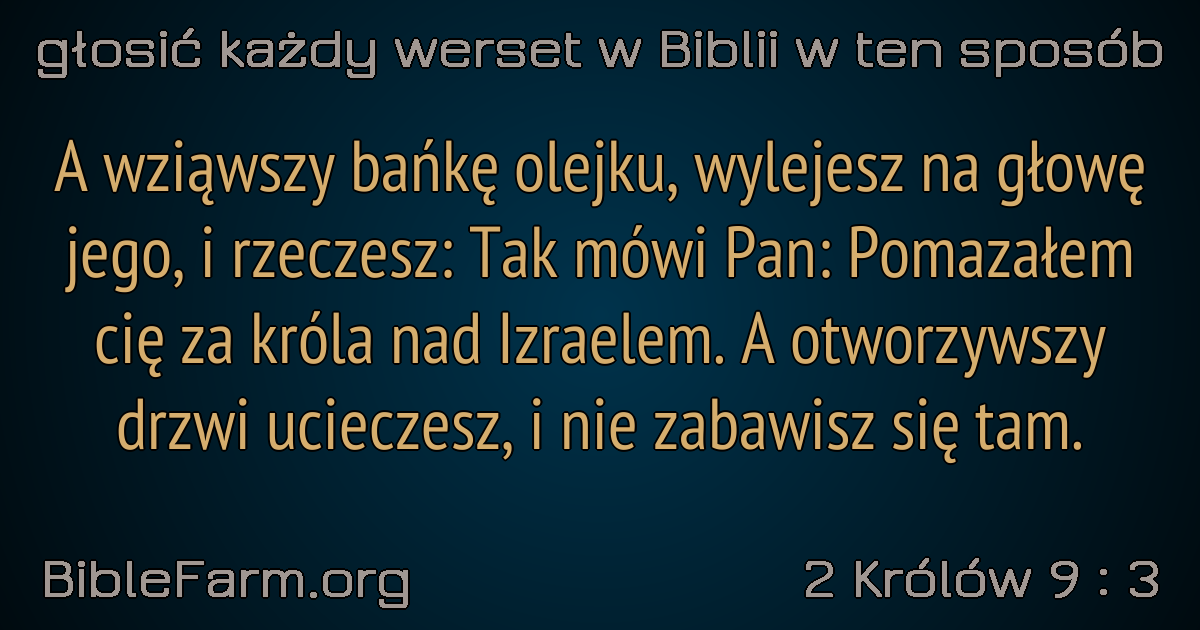 głosić każdy werset w Biblii w ten sposób
A wziąwszy bańkę olejku, wylejesz na głowę
jego, i rzeczesz: Tak mówi Pan: Pomazałem
cię za króla nad Izraelem. A otworzywszy
drzwi ucieczesz, i nie zabawisz się tam.
BibleFarm.org
2 Królów 9 : 3